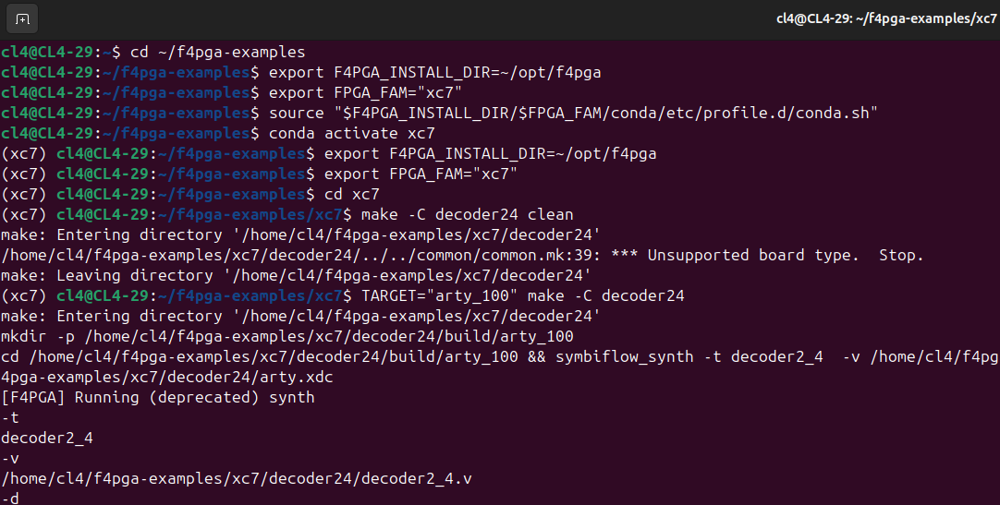 cl4@CL4-29: ~/f4pga-examples/xc7
cl4@CL4-29:~$ cd ~/f4pga-examples
cl4@CL4-29:~/f4pga-examples$ export F4PGA_INSTALL_DIR=~/opt/f4pga
cl4@CL4-29:~/f4pga-examples$ export FPGA_FAM="xc7"
cl4@CL4-29:~/f4pga-examples$ source "$F4PGA_INSTALL_DIR/$FPGA_FAM/conda/etc/profile.d/conda.sh"
cl4@CL4-29:~/f4pga-examples$ conda activate xc7
(xc7) cl4@CL4-29:~/f4pga-examples$ export F4PGA_INSTALL_DIR=~/opt/f4pga
(xc7) cl4@CL4-29:~/f4pga-examples$ export FPGA_FAM="xc7"
(xc7) cl4@CL4-29:~/f4pga-examples$ cd xc7
(xc7) cl4@CL4-29:~/f4pga-examples/xc7$ make -C decoder24 clean
make: Entering directory '/home/cl4/f4pga-examples/xc7/decoder24'
/home/cl4/f4pga-examples/xc7/decoder24/../../common/common.mk:39: *** Unsupported board type.  Stop.
make: Leaving directory '/home/cl4/f4pga-examples/xc7/decoder24'
(xc7) cl4@CL4-29:~/f4pga-examples/xc7$ TARGET="arty_100" make -C decoder24
make: Entering directory '/home/cl4/f4pga-examples/xc7/decoder24'
mkdir -p /home/cl4/f4pga-examples/xc7/decoder24/build/arty_100
cd /home/cl4/f4pga-examples/xc7/decoder24/build/arty_100 && symbiflow_synth -t decoder2_4  -v /home/cl4/f4pg
4pga-examples/xc7/decoder24/arty.xdc
[F4PGA] Running (deprecated) synth
-t
decoder2_4
-v
/home/cl4/f4pga-examples/xc7/decoder24/decoder2_4.v
-d